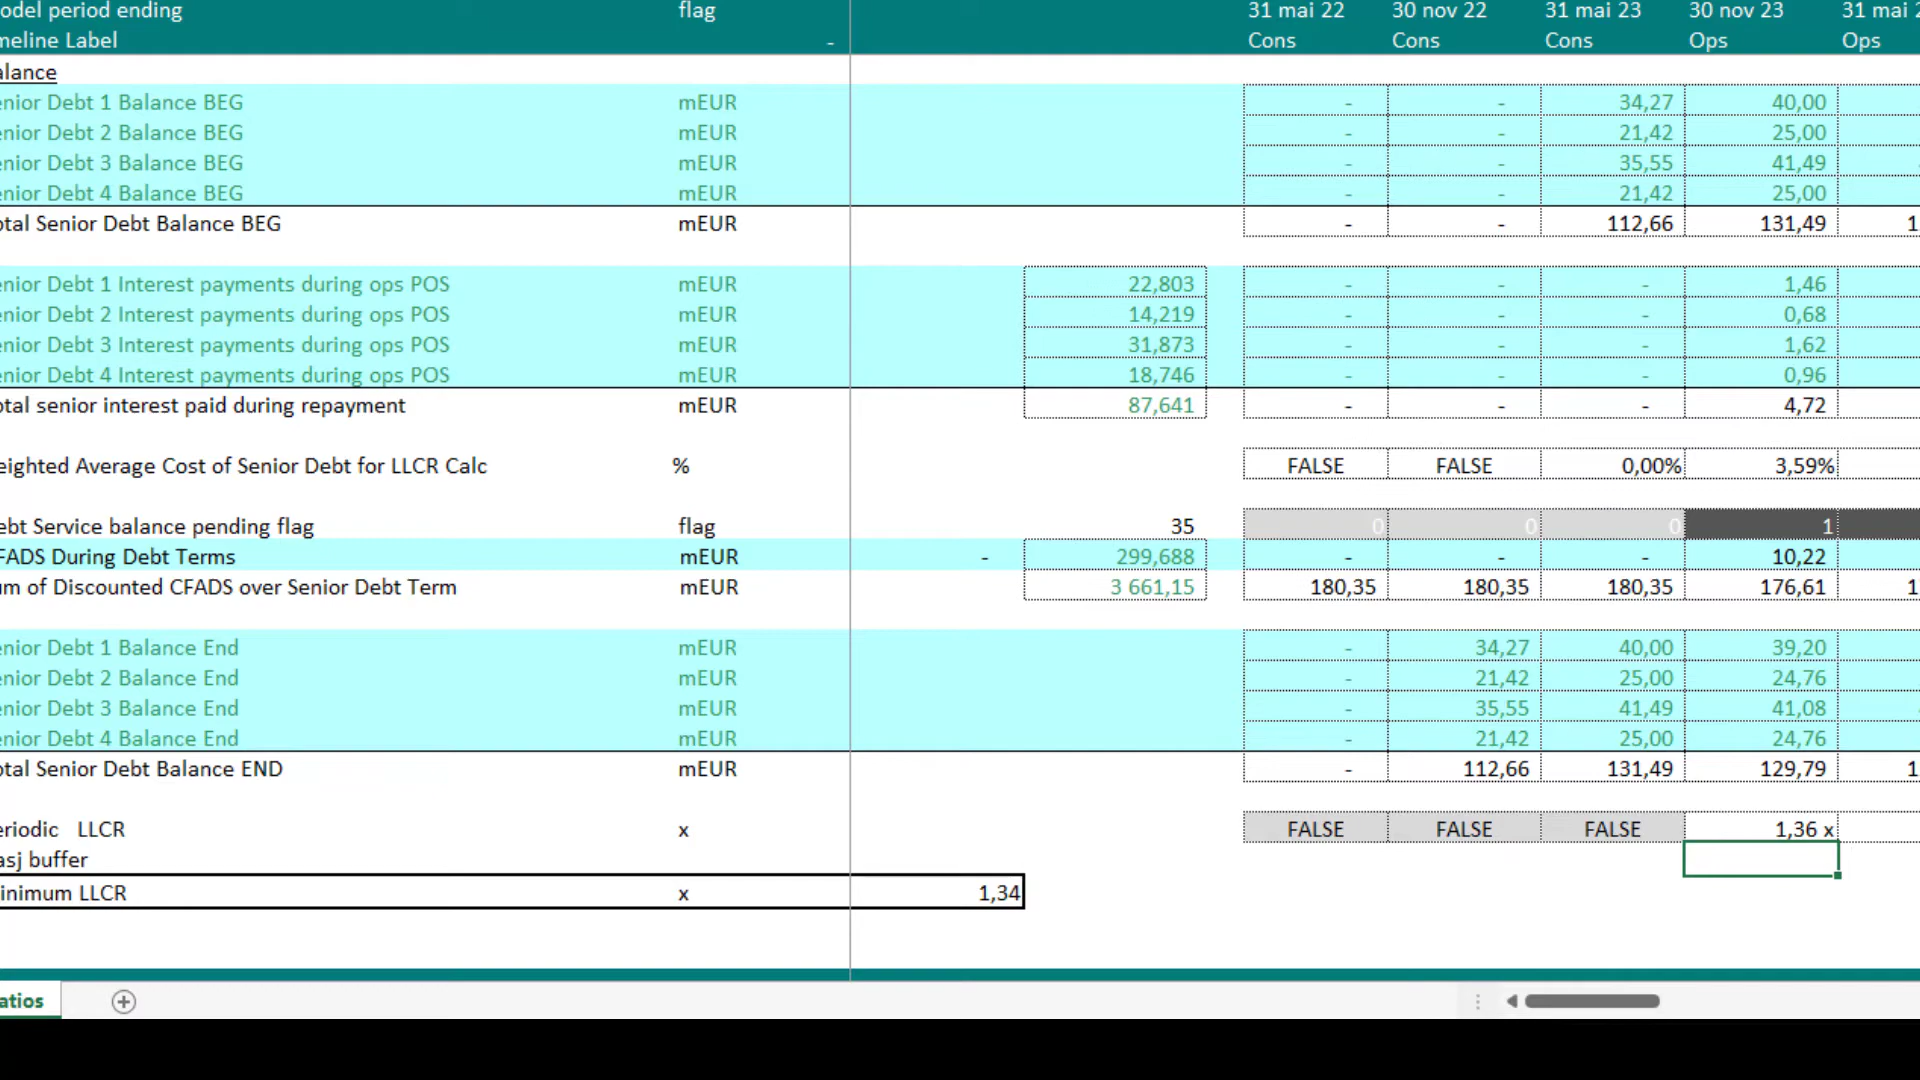 odel period ending flag 31 mai 22 30 nov 22 31 mai 23 30 nov 23 31 mai 2
meline Label - Cons Cons Cons Ops Ops
alance
enior Debt 1 Balance BEG mEUR - - 34,27 40,00
enior Debt 2 Balance BEG mEUR - - 21,42 25,00
enior Debt 3 Balance BEG mEUR - - 35,55 41,49
enior Debt 4 Balance BEG mEUR - - 21,42 25,00
otal Senior Debt Balance BEG mEUR - - 112,66 131,49 1
enior Debt 1 Interest payments during ops POS mEUR 22,803 - - - 1,46
enior Debt 2 Interest payments during ops POS mEUR 14,219 - - - 0,68
enior Debt 3 Interest payments during ops POS mEUR 31,873 - - - 1,62
enior Debt 4 Interest payments during ops POS mEUR 18,746 - - - 0,96
otal senior interest paid during repayment mEUR 87,641 - - - 4,72
eighted Average Cost of Senior Debt for LLCR Calc % FALSE FALSE 0,00% 3,59%
ebt Service balance pending flag flag 35 0 0 0 1
FADS During Debt Terms mEUR - 299,688 - - - 10,22
um of Discounted CFADS over Senior Debt Term mEUR 3 661,15 180,35 180,35 180,35 176,61 1
enior Debt 1 Balance End mEUR - 34,27 40,00 39,20
enior Debt 2 Balance End mEUR - 21,42 25,00 24,76
enior Debt 3 Balance End mEUR - 35,55 41,49 41,08
enior Debt 4 Balance End mEUR - 21,42 25,00 24,76
otal Senior Debt Balance END mEUR - 112,66 131,49 129,79 1
eriodic LLCR x FALSE FALSE FALSE 1,36 x
asj buffer
inimum LLCR x 1,34
atios